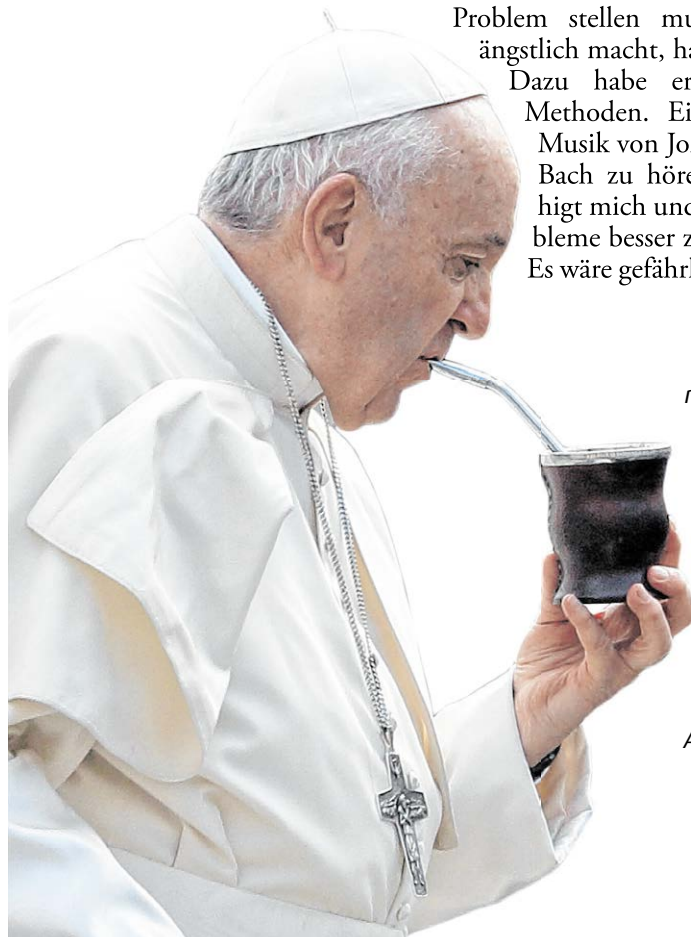 Problem stellen mu
ängstlich macht, ha
Dazu habe er
Methoden. Ei
Musik von Jo
Bach zu höre
higt mich und
bleme besser z
Es wäre gefährl
r
A